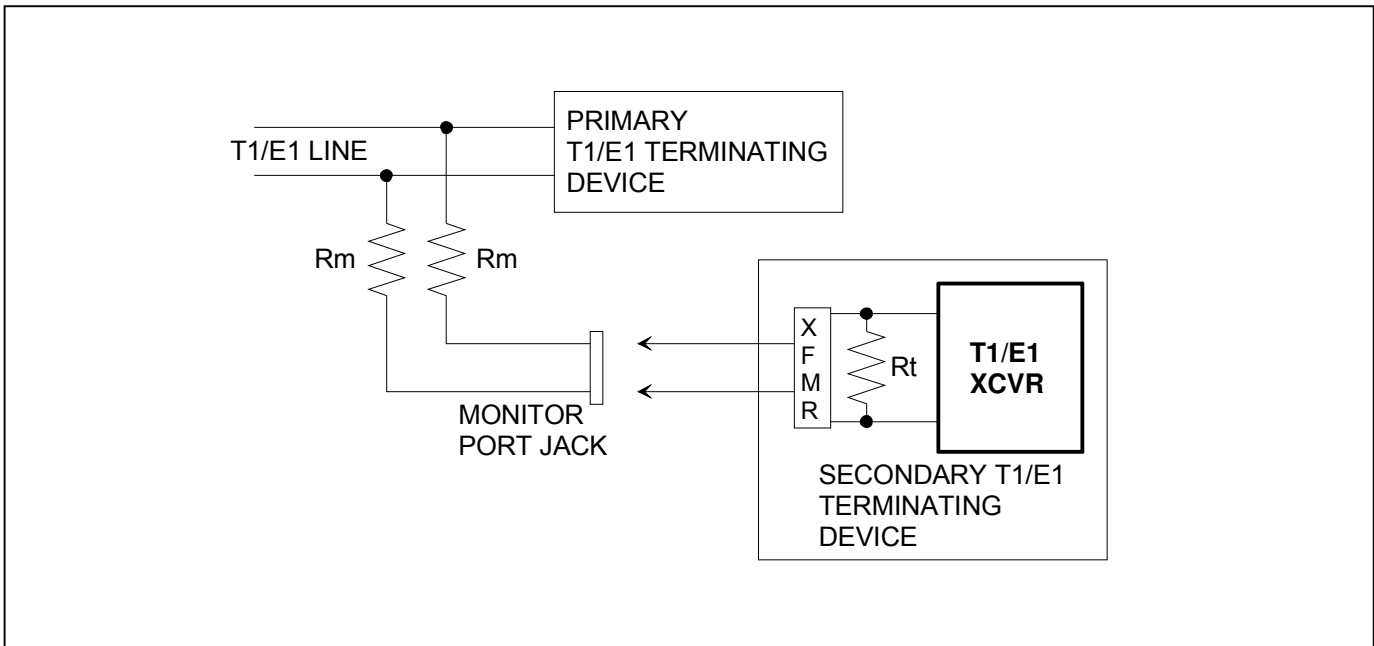 PRIMARY
T1/E1 TERMINATING
DEVICE
T1/E1 LINE
Rm
Rm
MONITOR
PORT JACK
X
F
M
R
Rt
T1/E1
XCVR
SECONDARY T1/E1
TERMINATING
DEVICE